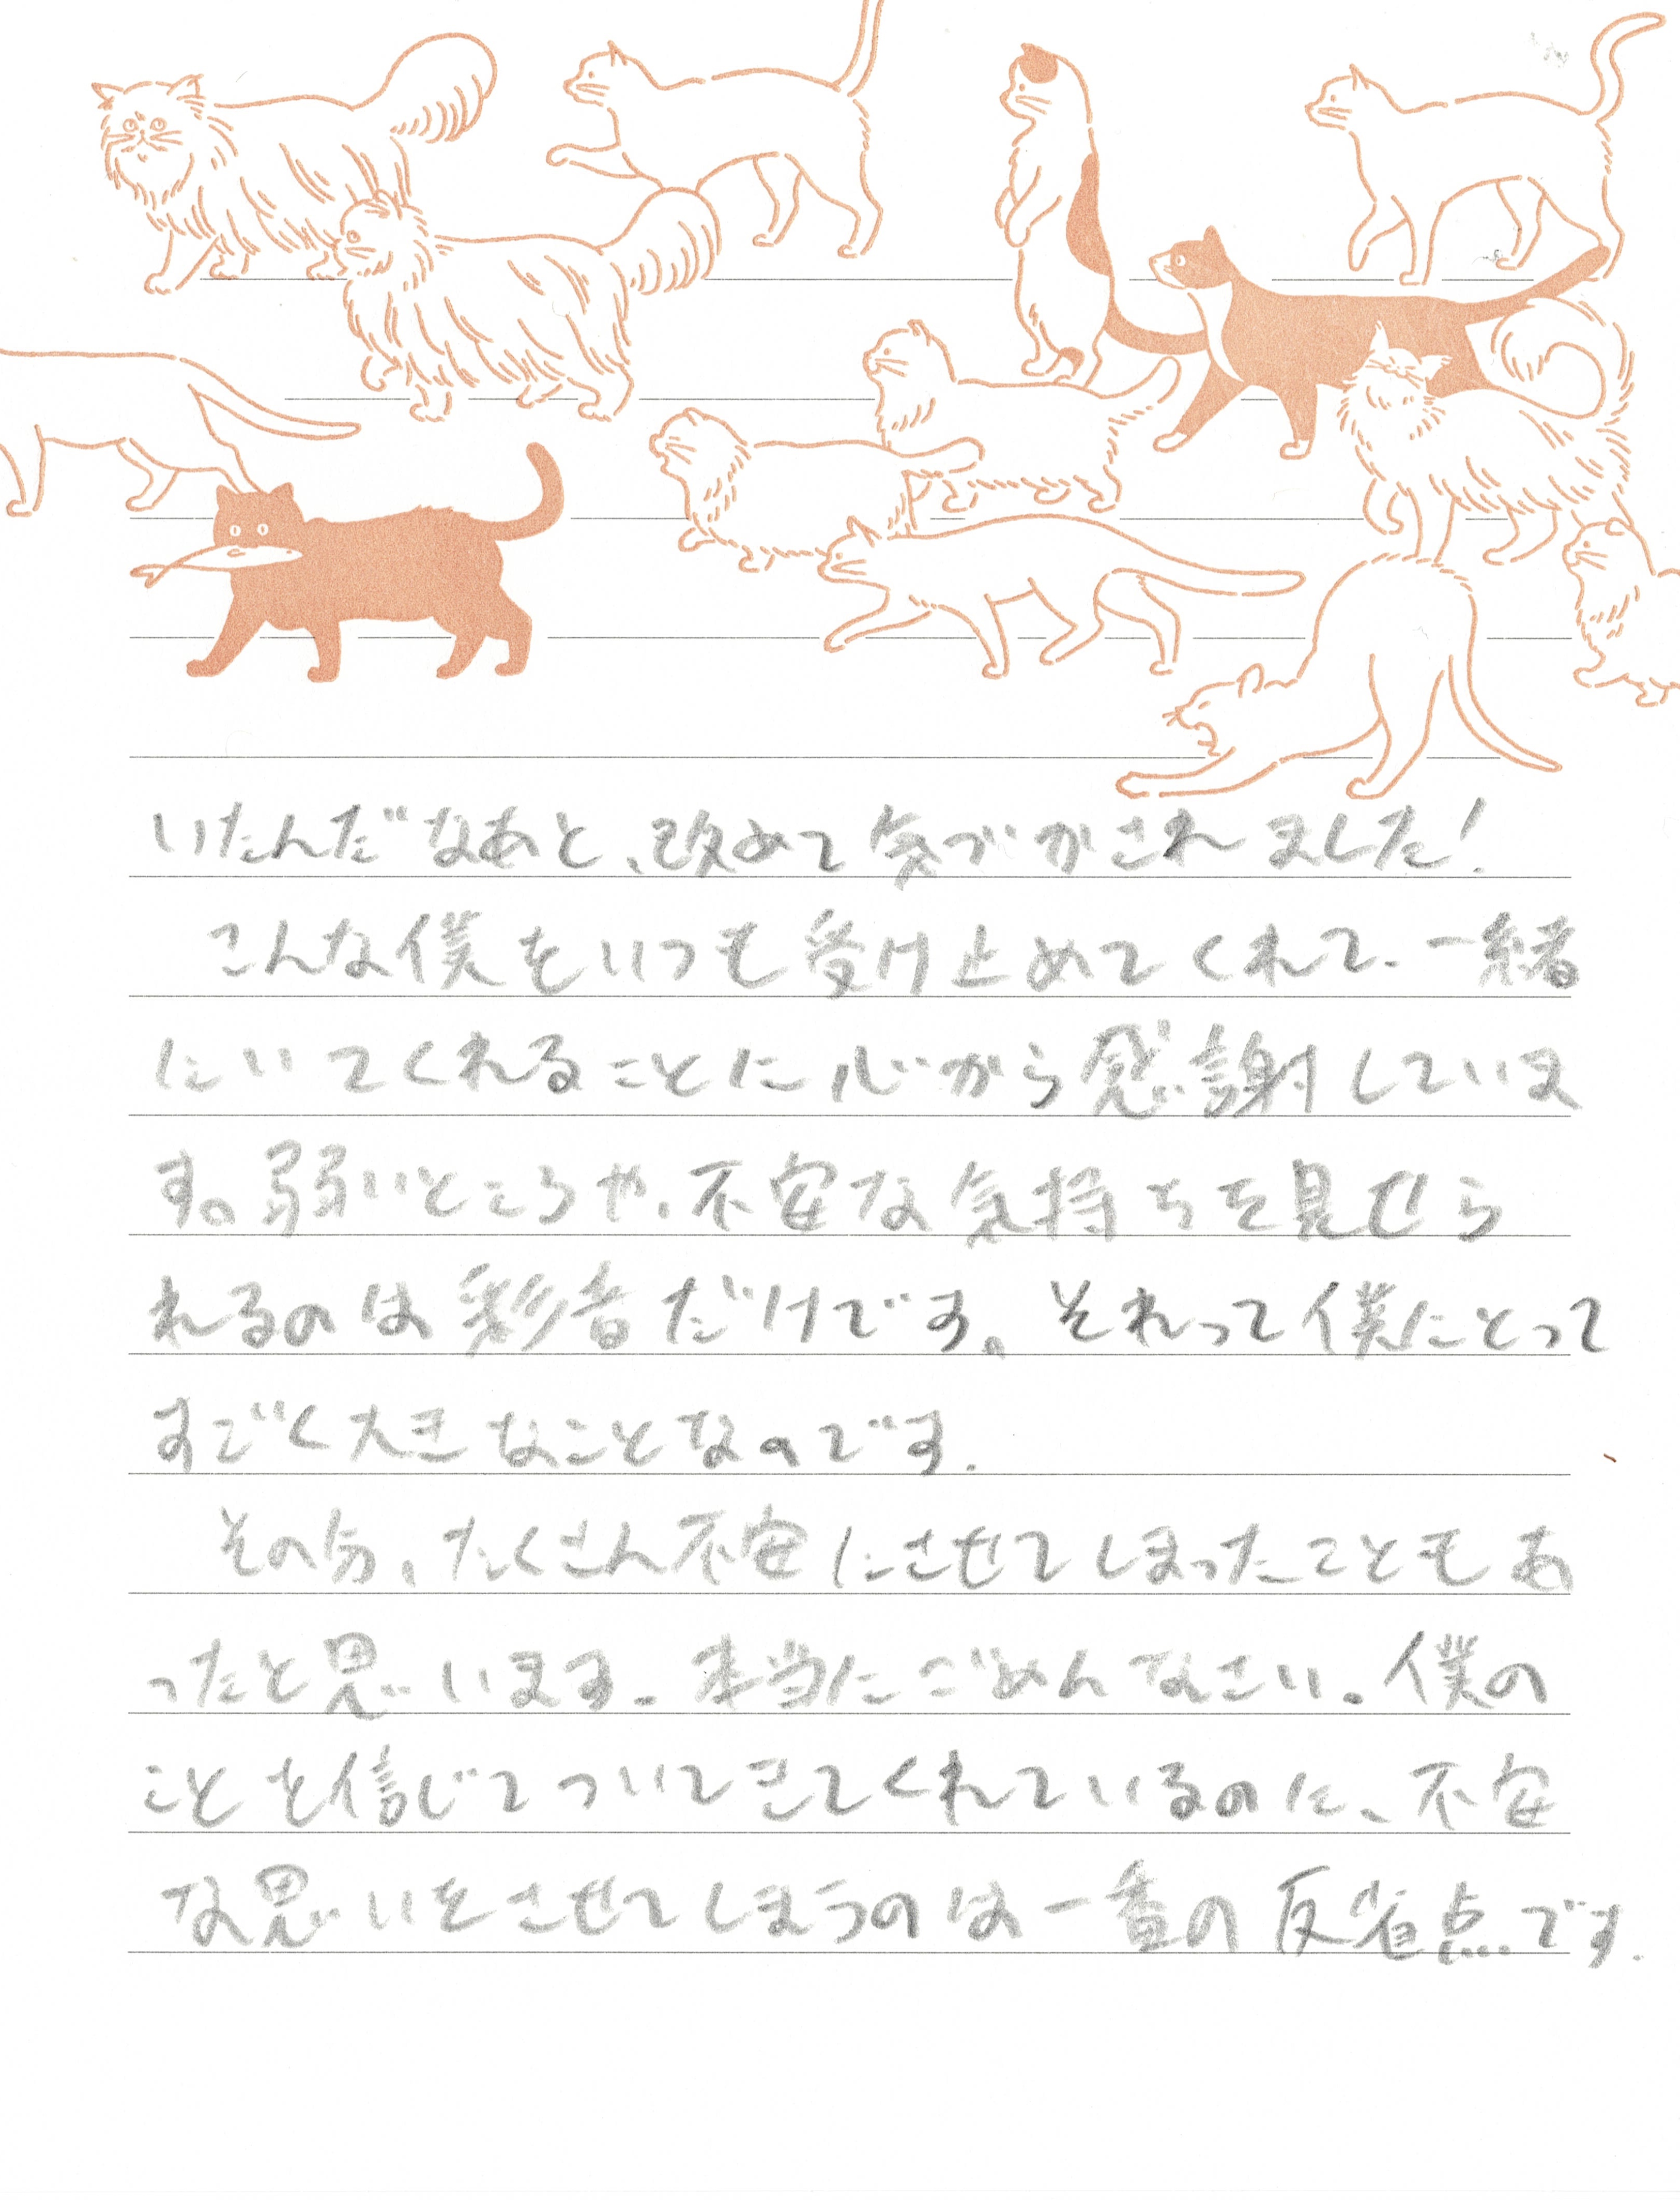 いたんだなあと、改めて気づかされました!
こんな僕をいつも受け止めてくれて、一緒
にいてくれることに心から感謝していま
す。弱いところや、不安な気持ちを見せら
れるのは彩音だけです。それって僕にとって
すごく大きなことなのです。
その分、たくさん不安にさせてしまったこともあ
ったと思います。本当にごめんなさい。僕の
ことを信じてついてきてくれているのに、不安
な思いをさせてしまうのは一番の反省点です.